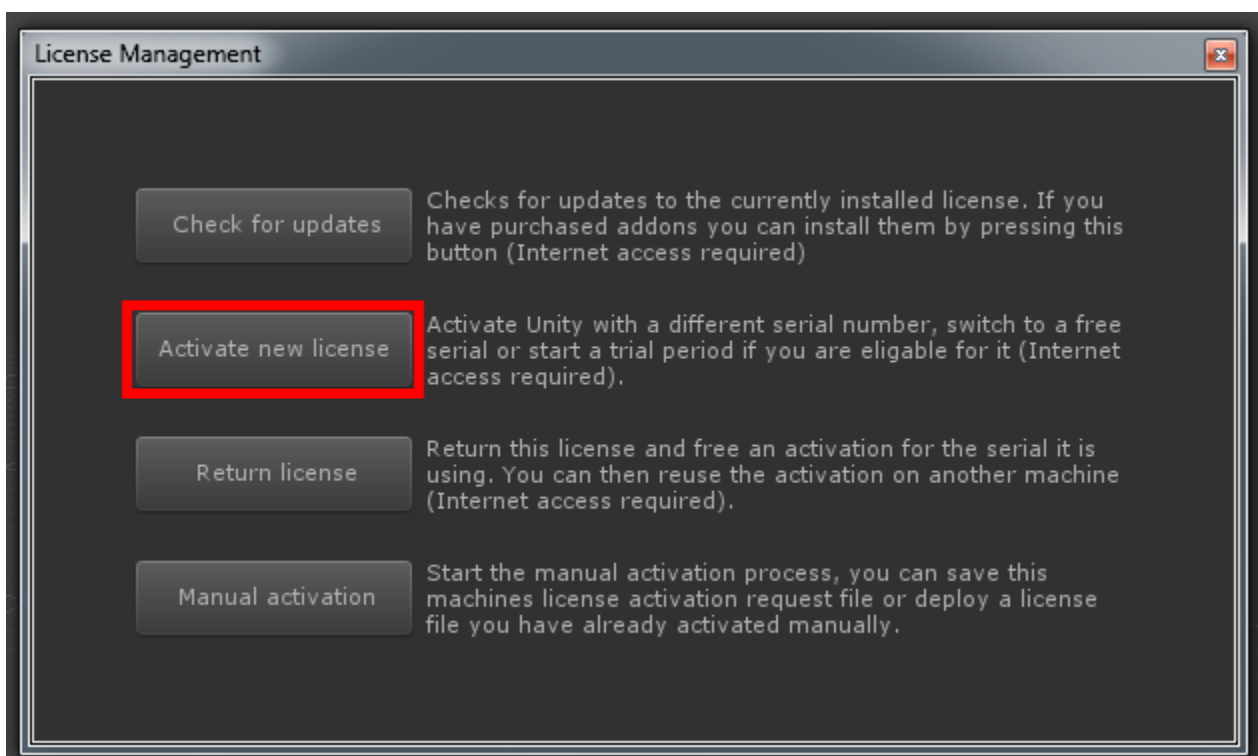 License Management
Check for updates
Checks for updates to the currently installed license. If you
have purchased addons you can install them by pressing this
button (Internet access required)
Activate new license
Activate Unity with a different serial number, switch to a free
serial or start a trial period if you are eligable for it (Internet
access required).
Return license
Return this license and free an activation for the serial it is
using. You can then reuse the activation on another machine
(Internet access required).
Manual activation
Start the manual activation process, you can save this
machines license activation request file or deploy a license
file you have already activated manually.